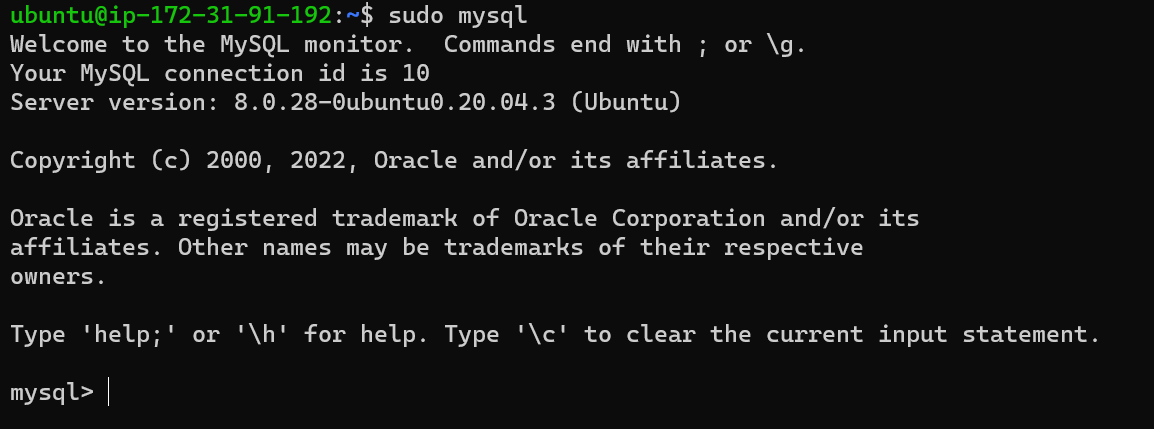 ubuntu@ip-172-31-91-192:~$ sudo mysql
Welcome to the MySQL monitor.  Commands end with ; or \g.
Your MySQL connection id is 10
Server version: 8.0.28-0ubuntu0.20.04.3 (Ubuntu)
Copyright (c) 2000, 2022, Oracle and/or its affiliates.
Oracle is a registered trademark of Oracle Corporation and/or its
affiliates. Other names may be trademarks of their respective
owners.
Type 'help;' or '\h' for help. Type '\c' to clear the current input statement.
mysql>